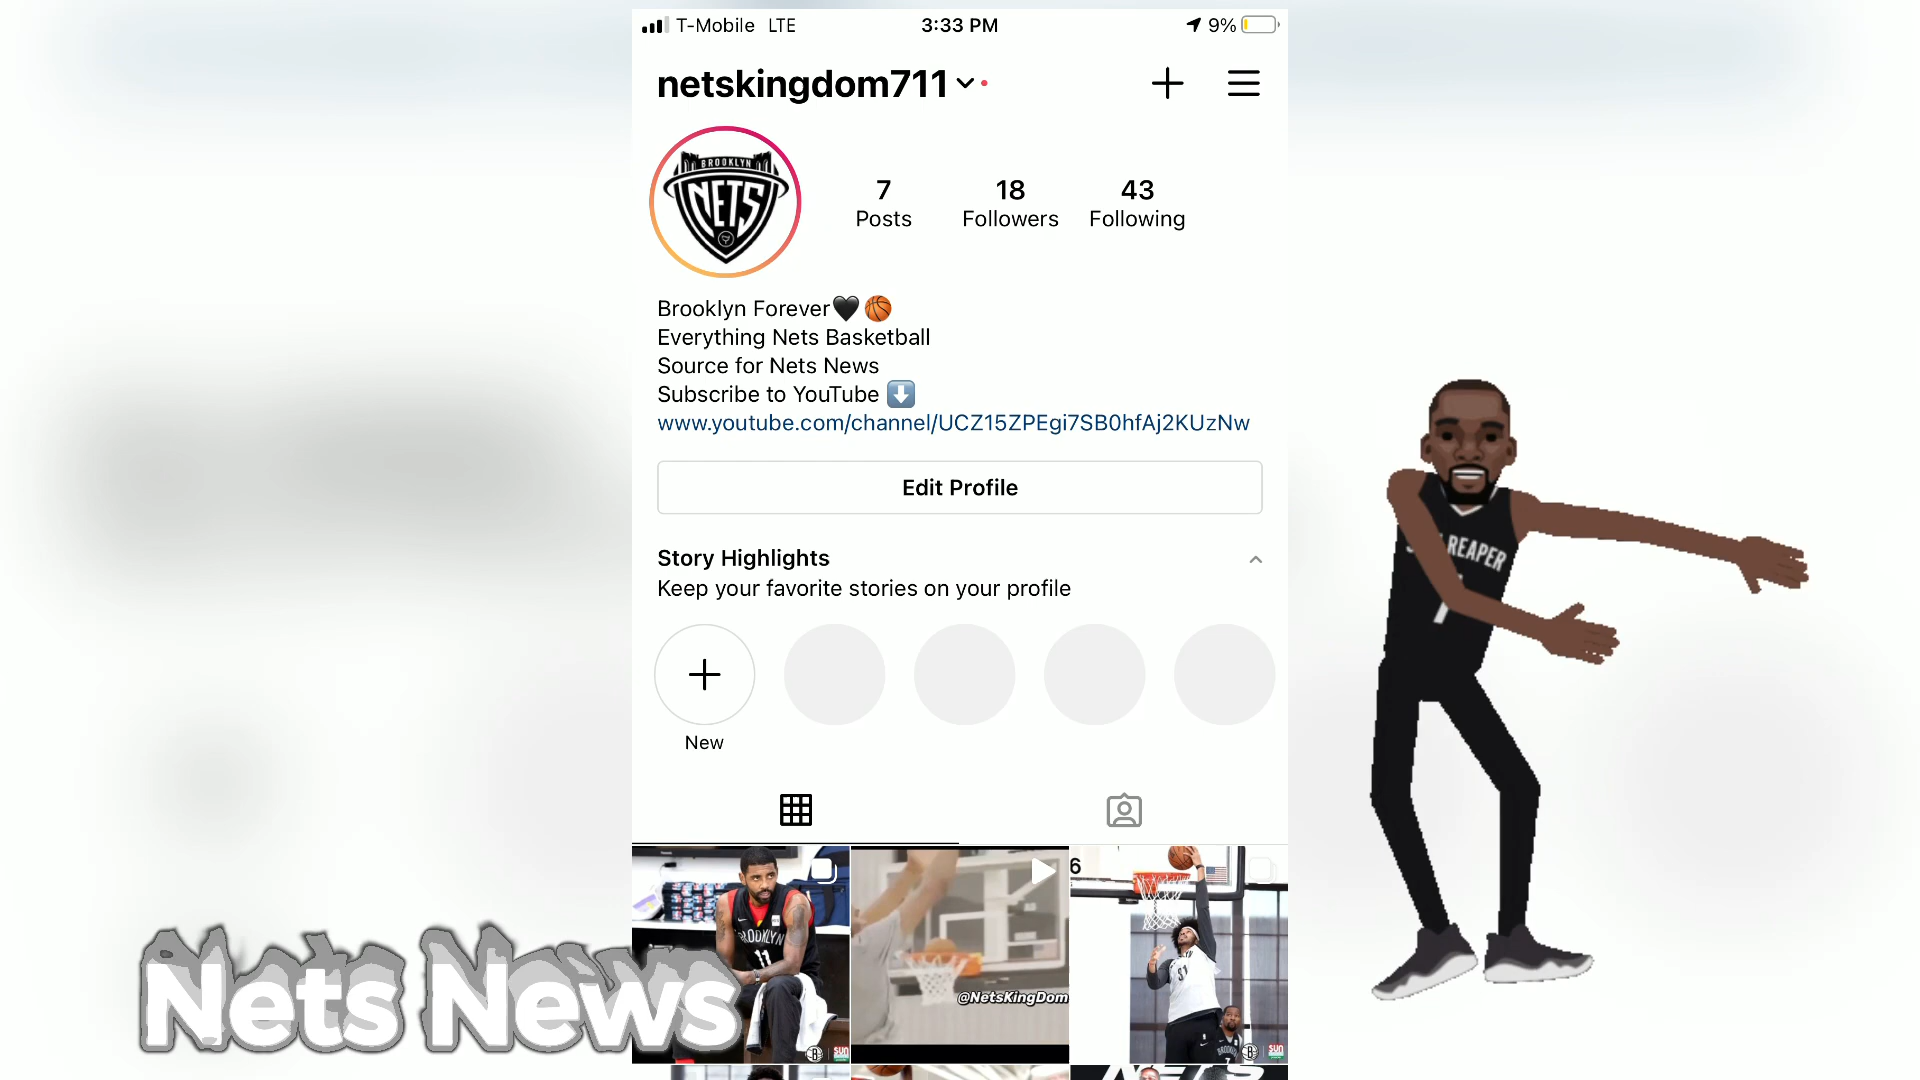 T-Mobile LTE 3:33 PM 9%
netskingdom711
BROOKLYN
NETS
7 18 43
Posts Followers Following
Brooklyn Forever🖤🏀
Everything Nets Basketball
Source for Nets News
Subscribe to YouTube ⬇️
www.youtube.com/channel/UCZ15ZPEgi7SB0hfAj2KUzNw
Edit Profile
REAPER
Story Highlights
Keep your favorite stories on your profile
New
6
BROOKLYN
11
@NetsKingDom
Nets News